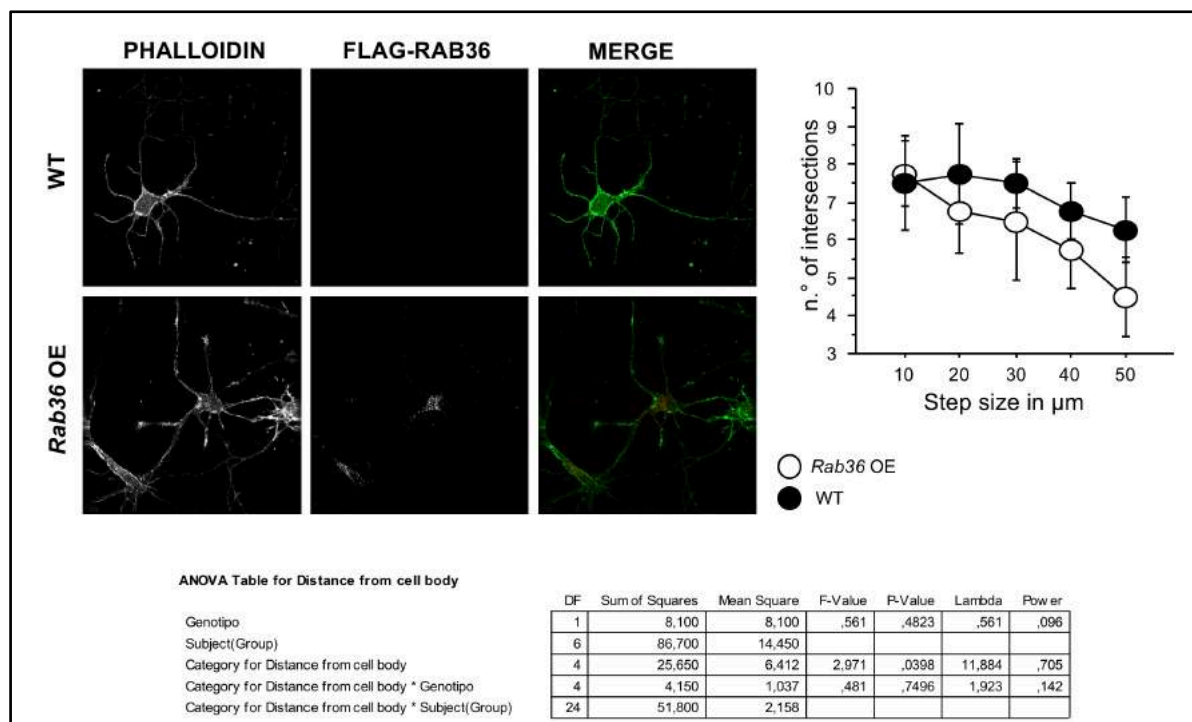 PHALLOIDIN FLAG-RAB36 MERGE
WT
Rab36 OE
10
9
8
7
6
5
4
3
n.° of intersections
10 20 30 40 50
Step size in µm
Rab36 OE
WT
ANOVA Table for Distance from cell body
DF Sum of Squares Mean Square F-Value P-Value Lambda Power
Genotipo 1 8,100 8,100 ,561 ,4823 ,561 ,096
Subject(Group) 6 86,700 14,450
Category for Distance from cell body 4 25,650 6,412 2,971 ,0398 11,884 ,705
Category for Distance from cell body * Genotipo 4 4,150 1,037 ,481 ,7496 1,923 ,142
Category for Distance from cell body * Subject(Group) 24 51,800 2,158